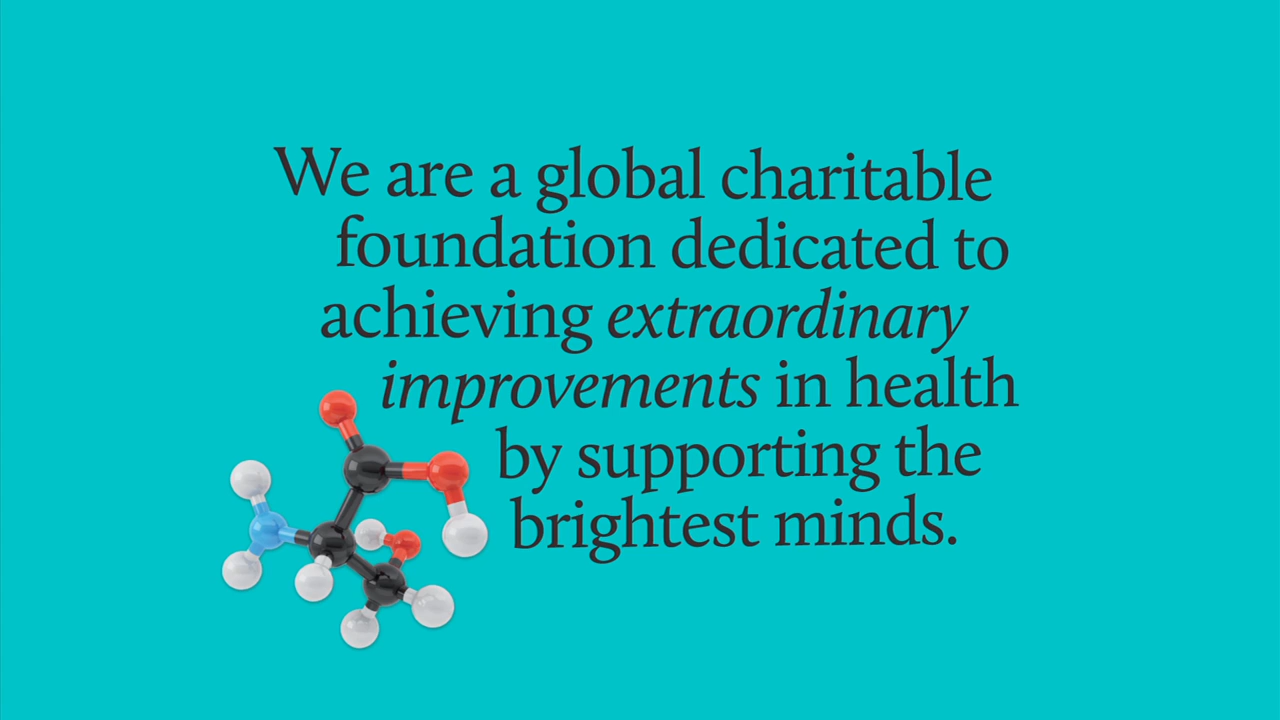 We are a global charitable
foundation dedicated to
achieving extraordinary
improvements in health
by supporting the
brightest minds.